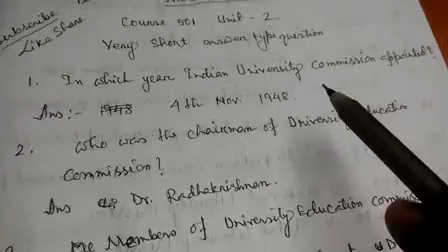 Subscribe
Like Share
Course 501 Unit - 2
Very short answer type question
1. In which year Indian University Commission appointed?
Ans :- 1948 4th Nov. 1948.
2. Who was the chairman of University Education
Commission?
Ans Dr. Radhakrishnan.
Members of University Education commiss